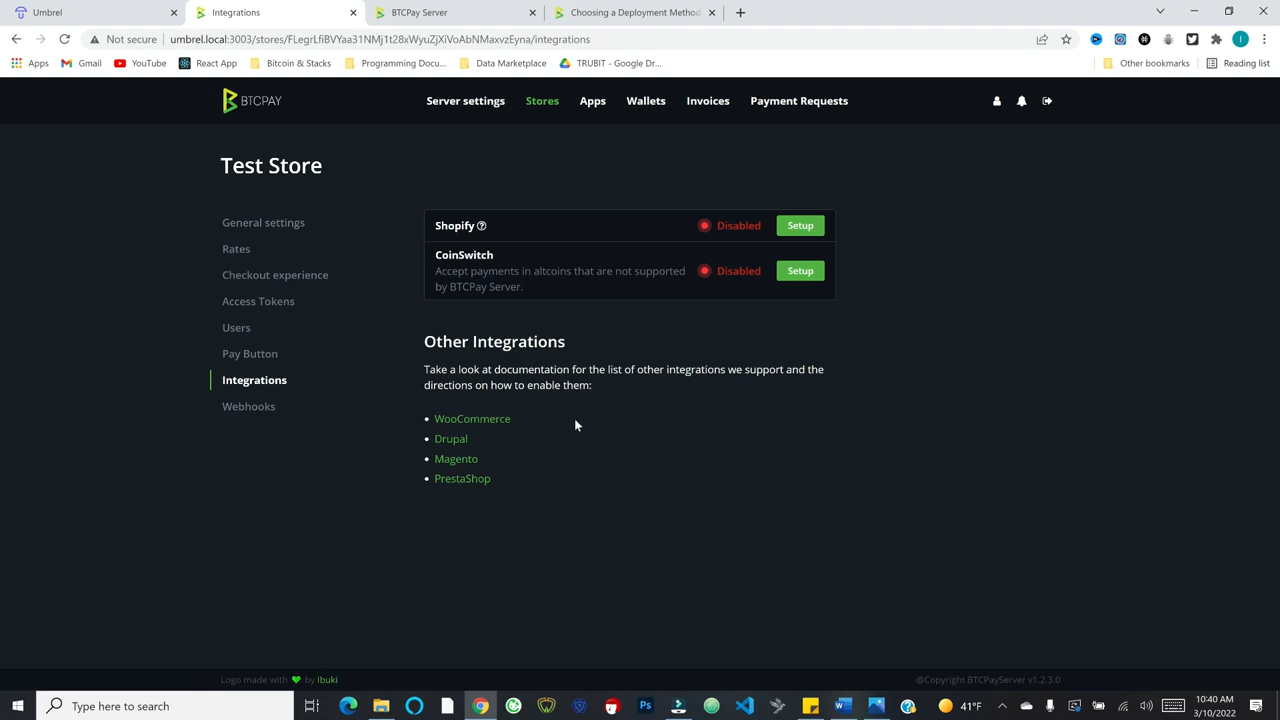 Umbrel
Integrations
BTCPay Server
Choosing a Deployment Method
Not secure
umbrel.local:3003/stores/FLegrLfiBVYaa31NMj1t28xWyuZjXiVoAbNMaxvzEyna/integrations
Apps
Gmail
YouTube
React App
Bitcoin & Stacks
Programming Docu...
Data Marketplace
TRUBIT - Google Dr...
Other bookmarks
Reading list
BTCPAY
Server settings
Stores
Apps
Wallets
Invoices
Payment Requests
Test Store
General settings
Rates
Checkout experience
Access Tokens
Users
Pay Button
Integrations
Webhooks
Shopify
Disabled
Setup
CoinSwitch
Accept payments in altcoins that are not supported
by BTCPay Server.
Disabled
Setup
Other Integrations
Take a look at documentation for the list of other integrations we support and the
directions on how to enable them:
WooCommerce
Drupal
Magento
PrestaShop
Logo made with by Ibuki
@Copyright BTCPayServer v1.2.3.0
Type here to search
41°F
10:40 AM
3/10/2022